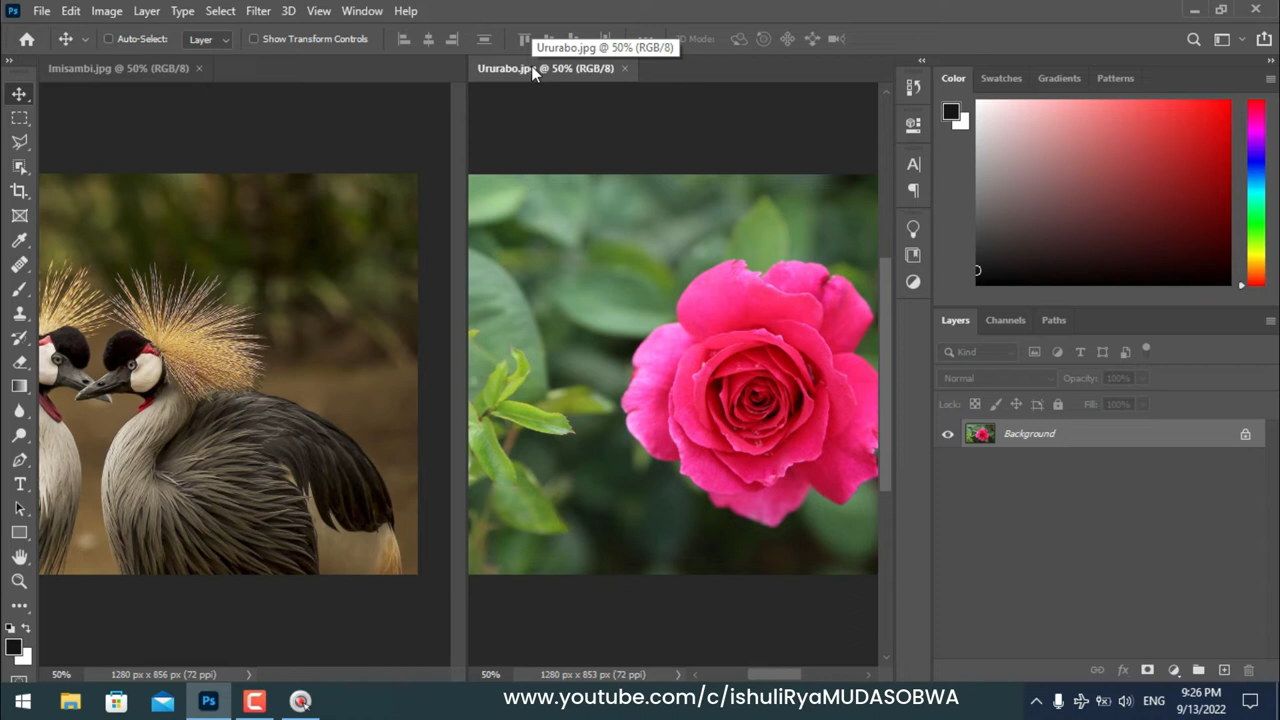 Ps File Edit Image Layer Type Select Filter 3D View Window Help
Auto-Select: Layer Show Transform Controls
Ururabo.jpg @ 50% (RGB/8)
Imisambi.jpg @ 50% (RGB/8) ×
Ururabo.jpg @ 50% (RGB/8) ×
Color Swatches Gradients Patterns
Layers Channels Paths
Kind
Normal Opacity: 100%
Lock: Fill: 100%
Background
50% 1280 px x 856 px (72 ppi)
50% 1280 px x 853 px (72 ppi)
Ps
www.youtube.com/c/ishuliRyaMUDASOBWA
ENG
9:26 PM
9/13/2022